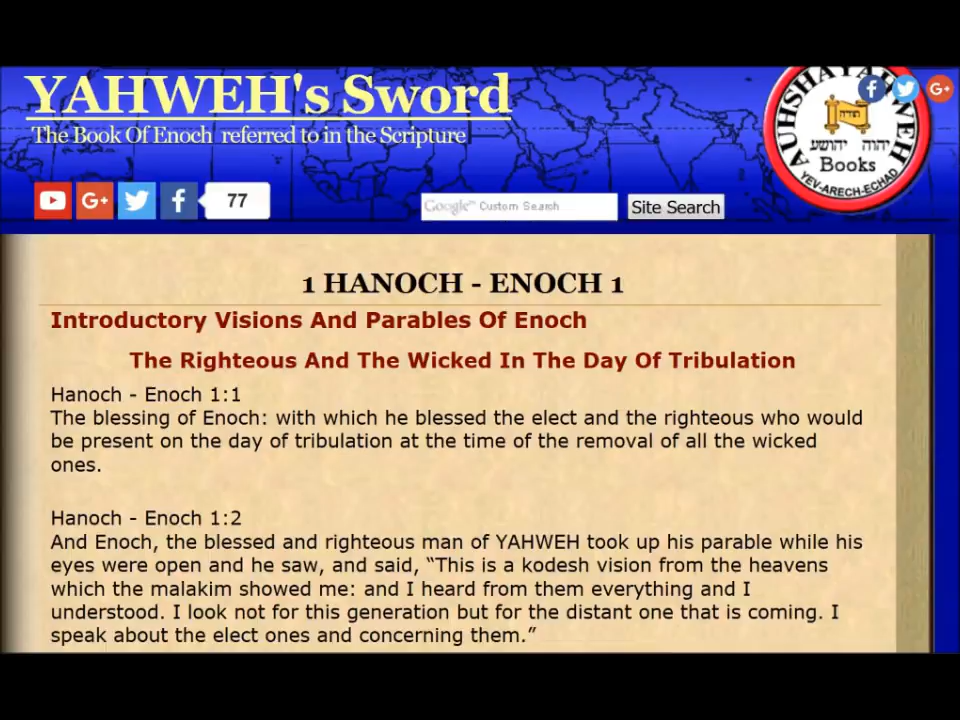 YAHWEH's Sword
The Book Of Enoch referred to in the Scripture
AUHSHAYAHWEH
יהוה יהושע
Books
YEV-ARECH-ECHAD
77
Google™ Custom Search
Site Search
1 HANOCH - ENOCH 1
Introductory Visions And Parables Of Enoch
The Righteous And The Wicked In The Day Of Tribulation
Hanoch - Enoch 1:1
The blessing of Enoch: with which he blessed the elect and the righteous who would
be present on the day of tribulation at the time of the removal of all the wicked
ones.
Hanoch - Enoch 1:2
And Enoch, the blessed and righteous man of YAHWEH took up his parable while his
eyes were open and he saw, and said, “This is a kodesh vision from the heavens
which the malakim showed me: and I heard from them everything and I
understood. I look not for this generation but for the distant one that is coming. I
speak about the elect ones and concerning them.”